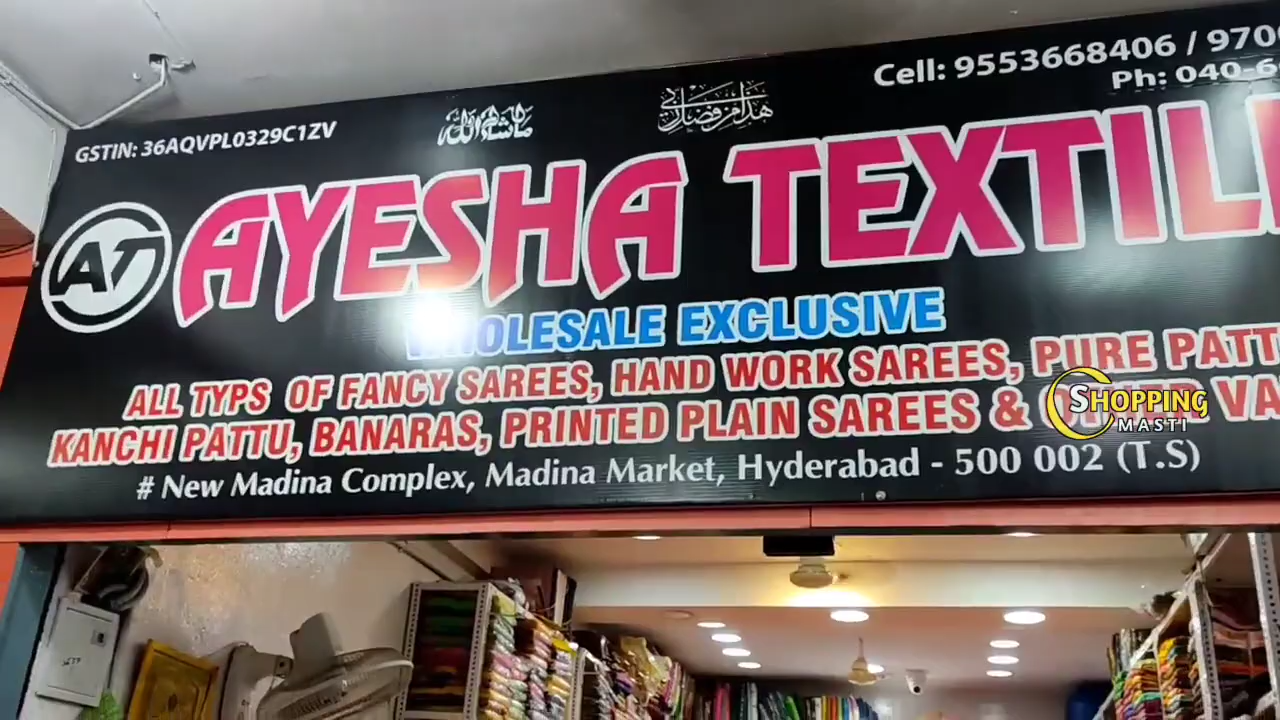 Cell: 9553668406 / 970
Ph: 040-6
GSTIN: 36AQVPL0329C1ZV
ماشاء الله
هذا من فضل ربي
AT
AYESHA TEXTIL
WHOLESALE EXCLUSIVE
ALL TYPS OF FANCY SAREES, HAND WORK SAREES, PURE PATT
KANCHI PATTU, BANARAS, PRINTED PLAIN SAREES & VA
SHOPPING
MASTI
# New Madina Complex, Madina Market, Hyderabad - 500 002 (T.S)